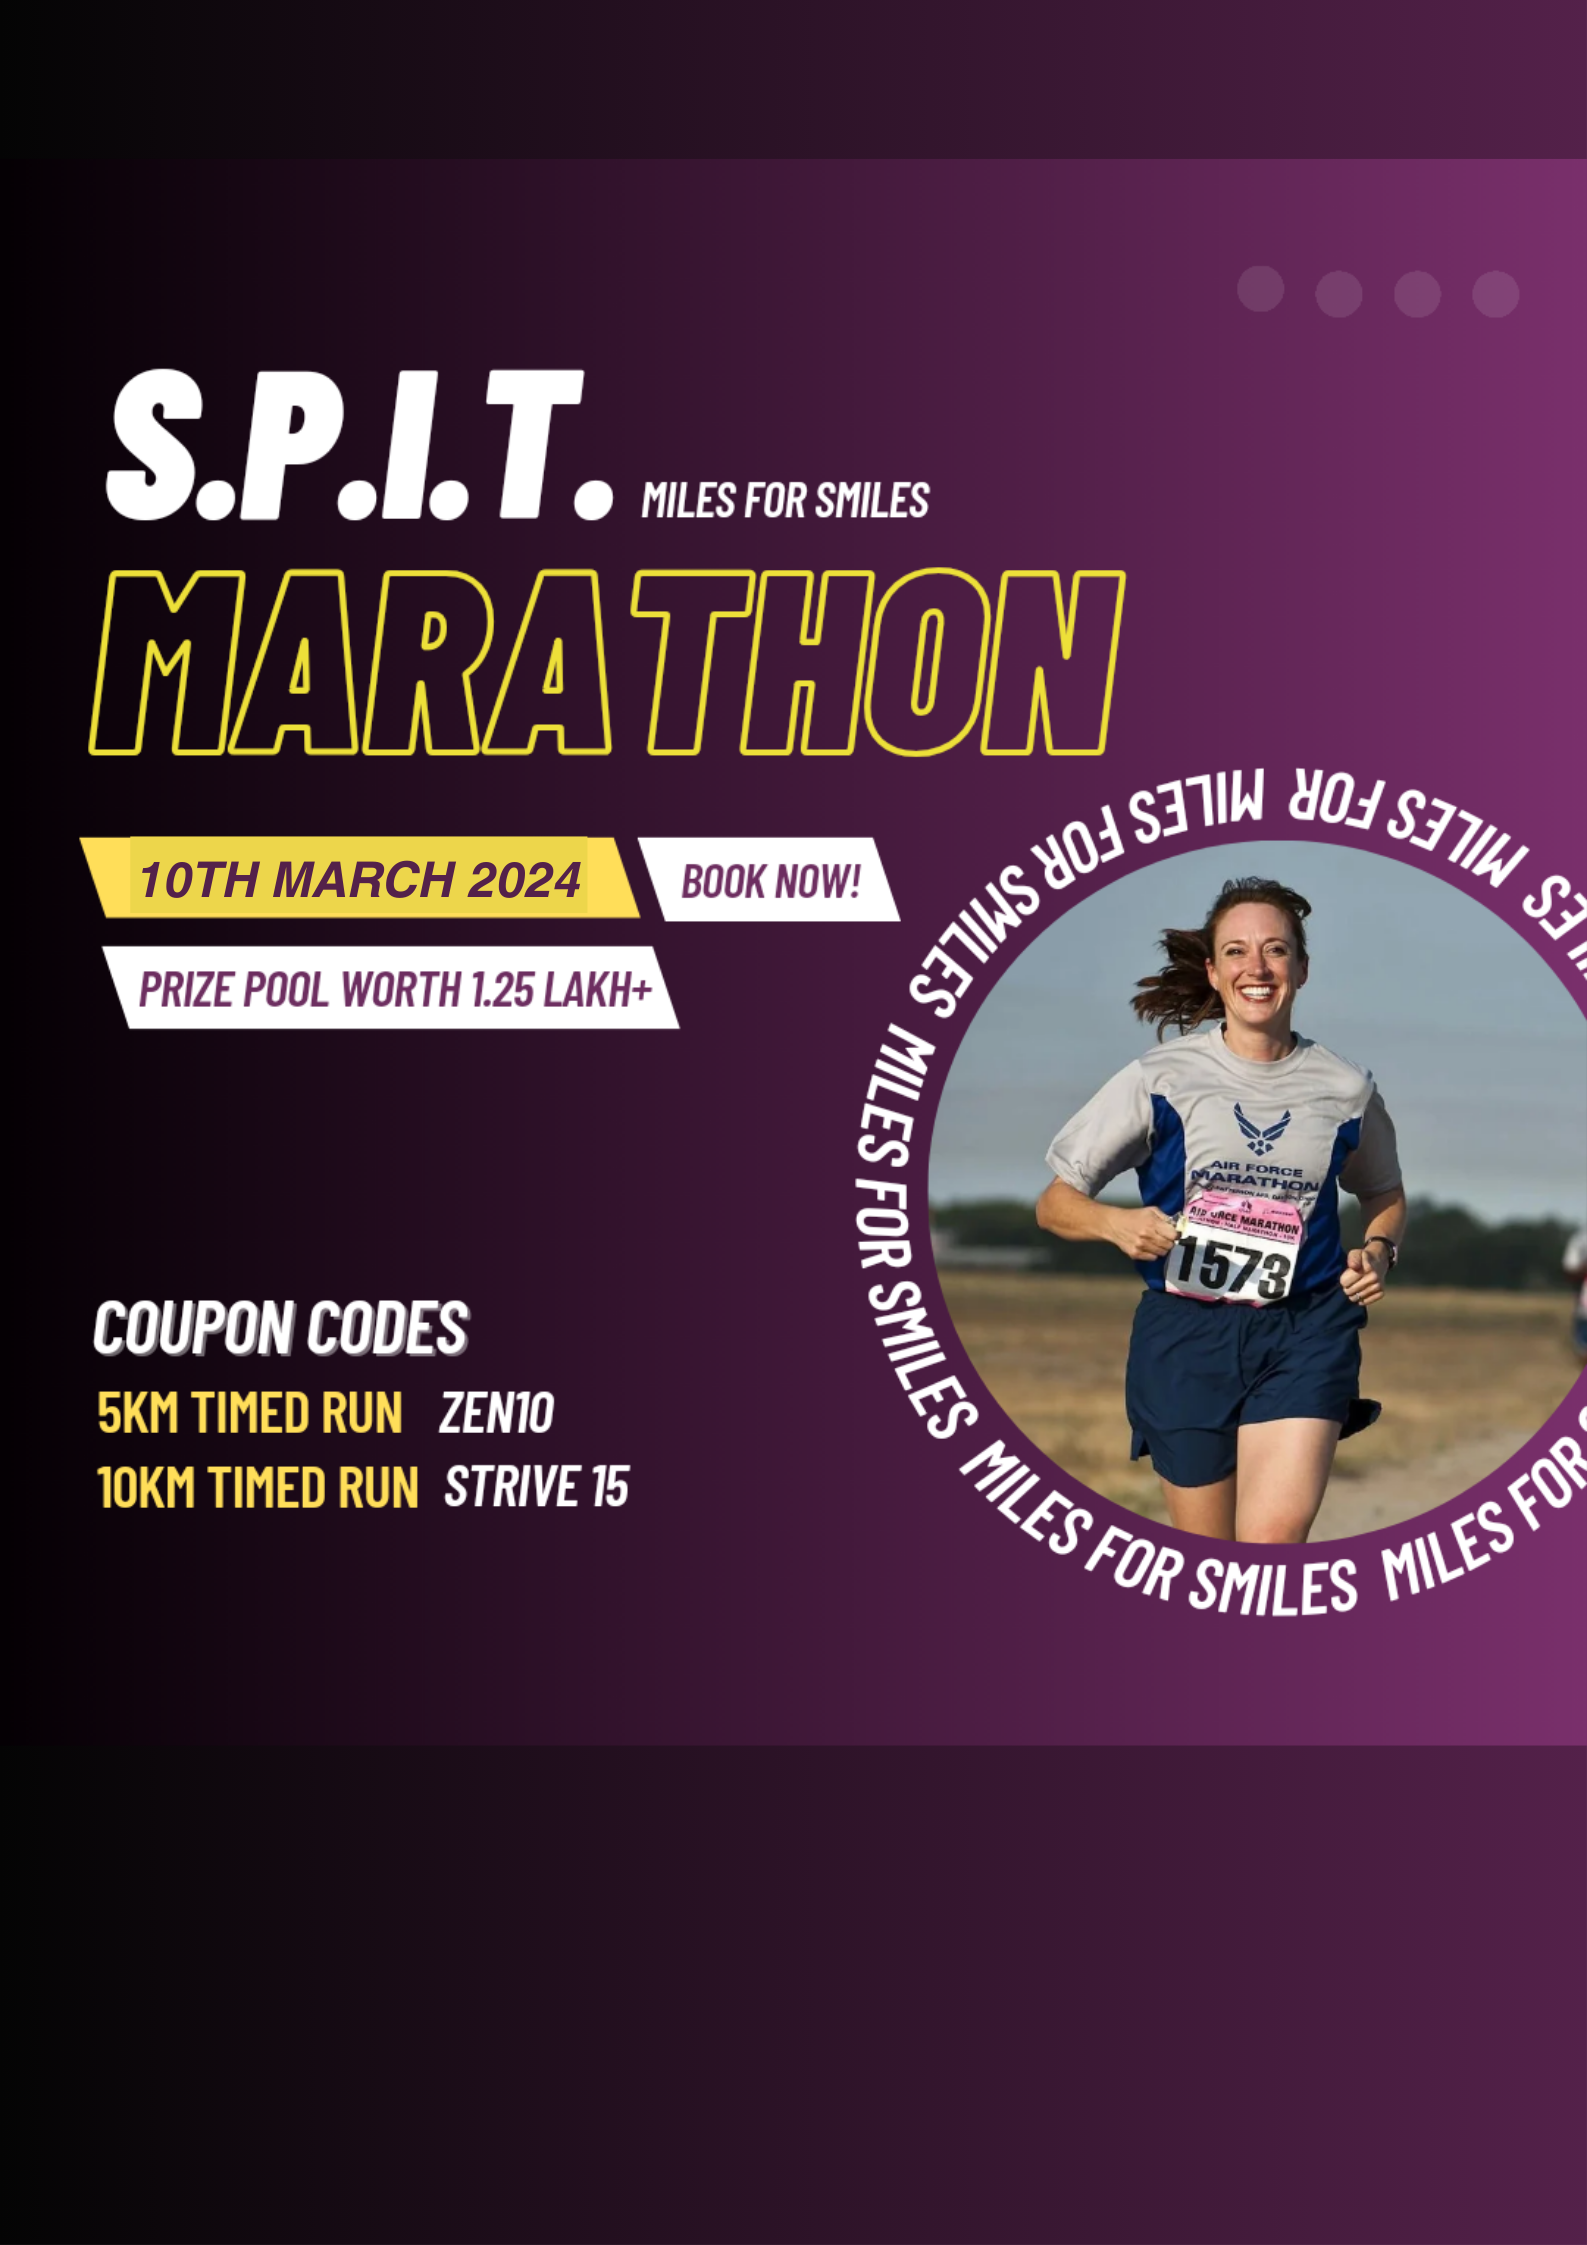 S.P.I.T. MILES FOR SMILES
MARATHON
10TH MARCH 2024 BOOK NOW!
PRIZE POOL WORTH 1.25 LAKH+
MILES FOR SMILES MILES FOR SMILES MILES FOR SMILES MILES FOR
MILES FOR
AIR FORCE
MARATHON
AIR FORCE MARATHON
1573
COUPON CODES
5KM TIMED RUN ZEN10
10KM TIMED RUN STRIVE 15